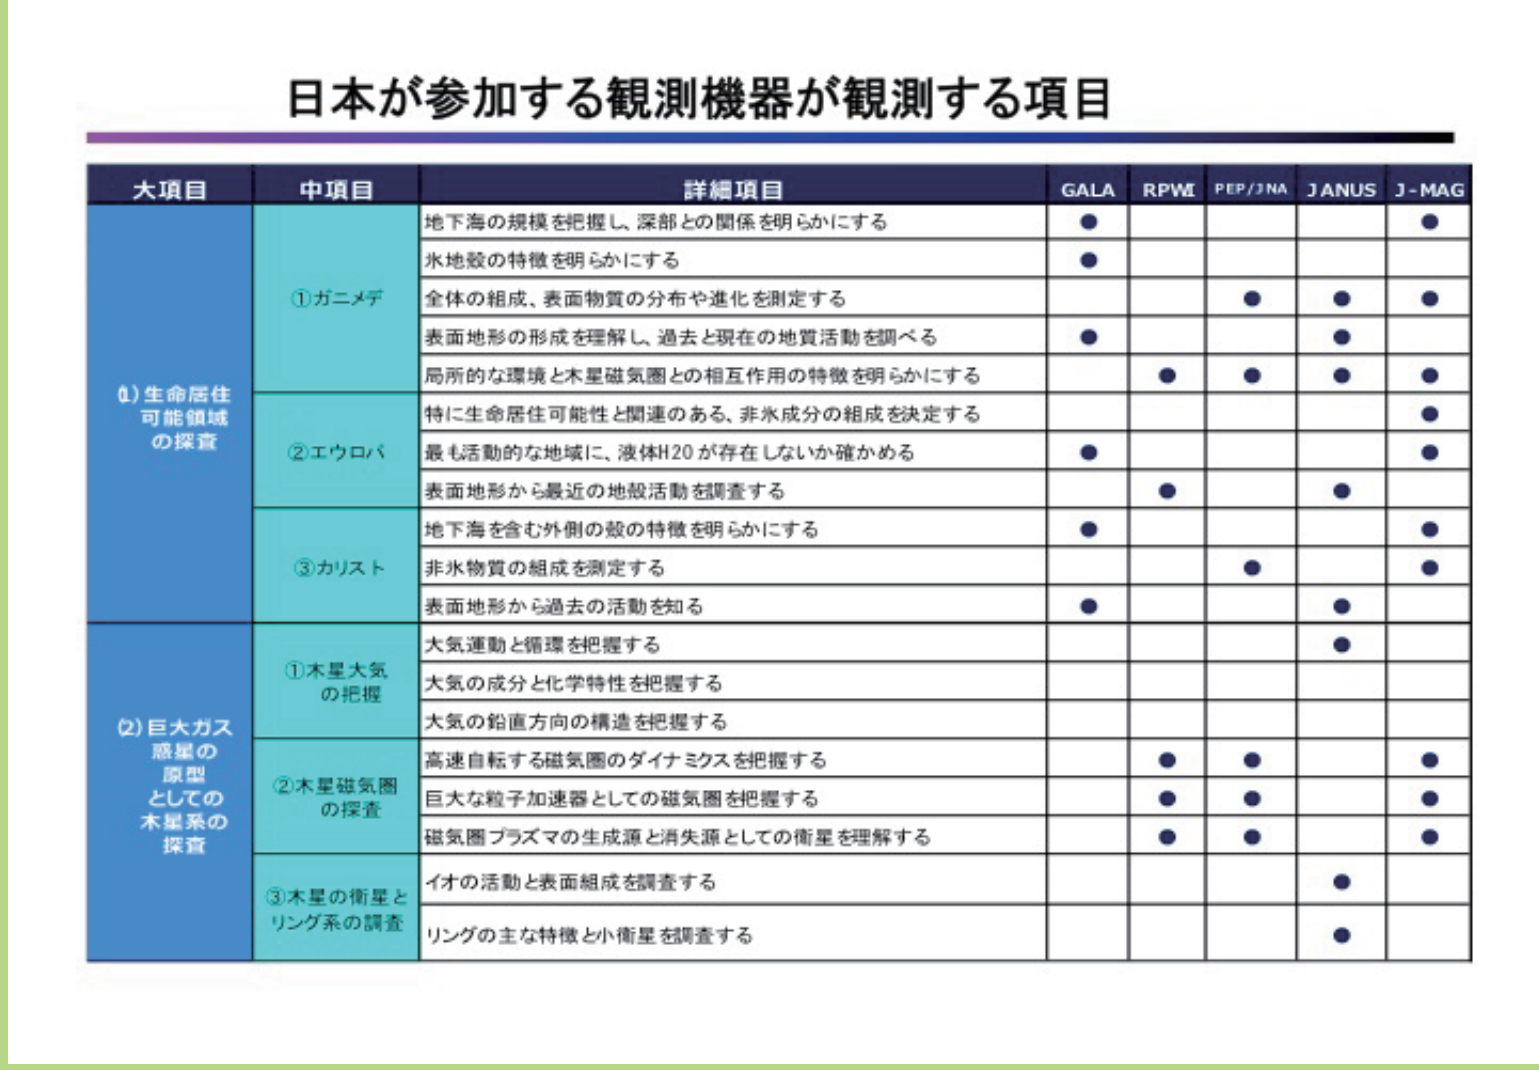 日本が参加する観測機器が観測する項目
大項目 中項目 詳細項目 GALA RPWI PEP/JNA JANUS J-MAG
(1)生命居住
可能領域
の探査
①ガニメデ
地下海の規模を把握し、深部との関係を明らかにする ● ●
氷地殻の特徴を明らかにする ●
全体の組成、表面物質の分布や進化を測定する ● ● ●
表面地形の形成を理解し、過去と現在の地質活動を調べる ● ●
局所的な環境と木星磁気圏との相互作用の特徴を明らかにする ● ● ● ●
②エウロパ
特に生命居住可能性と関連のある、非氷成分の組成を決定する ●
最も活動的な地域に、液体H2Oが存在しないか確かめる ● ●
表面地形から最近の地殻活動を調査する ● ●
③カリスト
地下海を含む外側の殻の特徴を明らかにする ● ●
非氷物質の組成を測定する ● ●
表面地形から過去の活動を知る ● ●
(2)巨大ガス
惑星の
原型
としての
木星系の
探査
①木星大気
の把握
大気運動と循環を把握する ●
大気の成分と化学特性を把握する
大気の鉛直方向の構造を把握する
②木星磁気圏
の探査
高速自転する磁気圏のダイナミクスを把握する ● ● ●
巨大な粒子加速器としての磁気圏を把握する ● ● ●
磁気圏プラズマの生成源と消失源としての衛星を理解する ● ● ●
③木星の衛星と
リング系の調査
イオの活動と表面組成を調査する ●
リングの主な特徴と小衛星を調査する ●